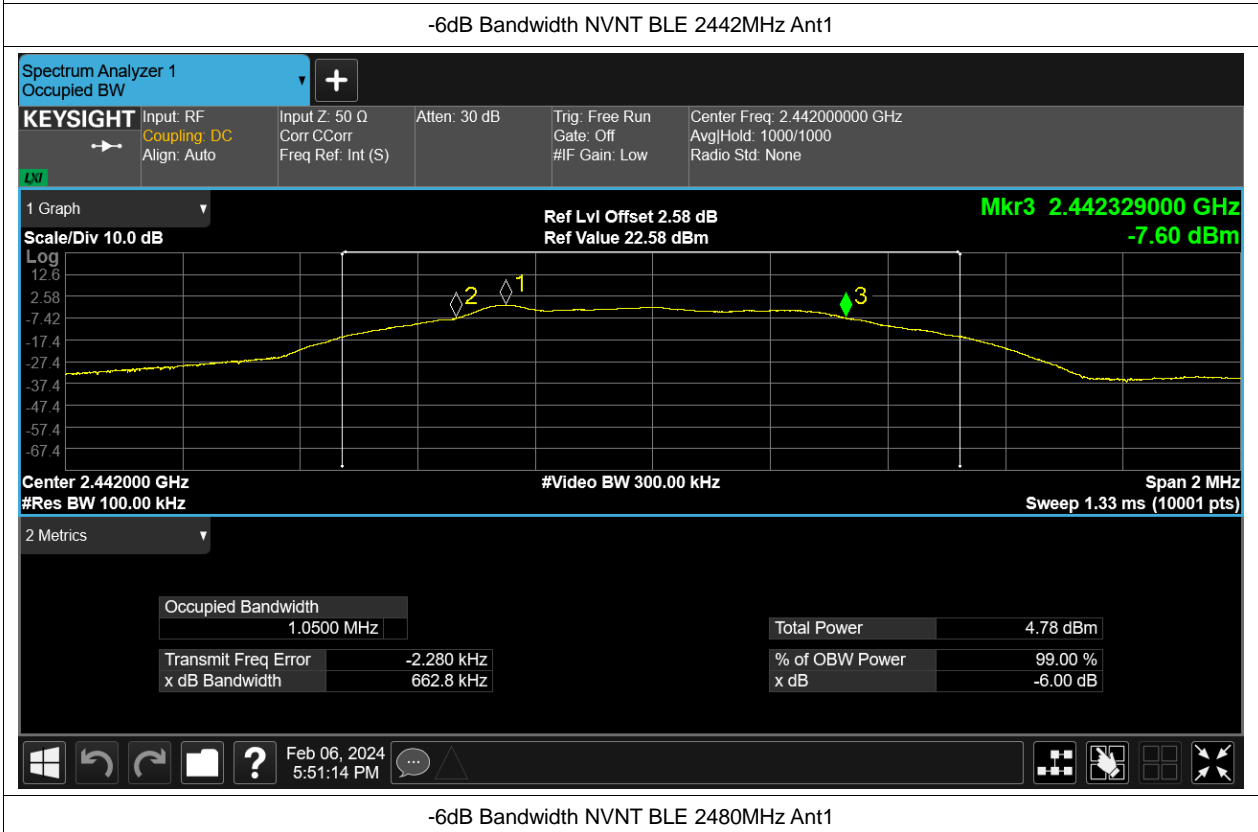 -6dB Bandwidth NVNT BLE 2442MHz Ant1
Spectrum Analyzer 1
Occupied BW
KEYSIGHT
LXI
Input: RF
Coupling: DC
Align: Auto
Input Z: 50 Ω
Corr CCorr
Freq Ref: Int (S)
Atten: 30 dB
Trig: Free Run
Gate: Off
#IF Gain: Low
Center Freq: 2.442000000 GHz
Avg|Hold: 1000/1000
Radio Std: None
1 Graph
Scale/Div 10.0 dB
Ref Lvl Offset 2.58 dB
Ref Value 22.58 dBm
Mkr3 2.442329000 GHz
-7.60 dBm
Log
12.6
2.58
-7.42
-17.4
-27.4
-37.4
-47.4
-57.4
-67.4
2
1
3
Center 2.442000 GHz
#Res BW 100.00 kHz
#Video BW 300.00 kHz
Span 2 MHz
Sweep 1.33 ms (10001 pts)
2 Metrics
Occupied Bandwidth
1.0500 MHz
Transmit Freq Error -2.280 kHz
x dB Bandwidth 662.8 kHz
Total Power 4.78 dBm
% of OBW Power 99.00 %
x dB -6.00 dB
Feb 06, 2024
5:51:14 PM
-6dB Bandwidth NVNT BLE 2480MHz Ant1